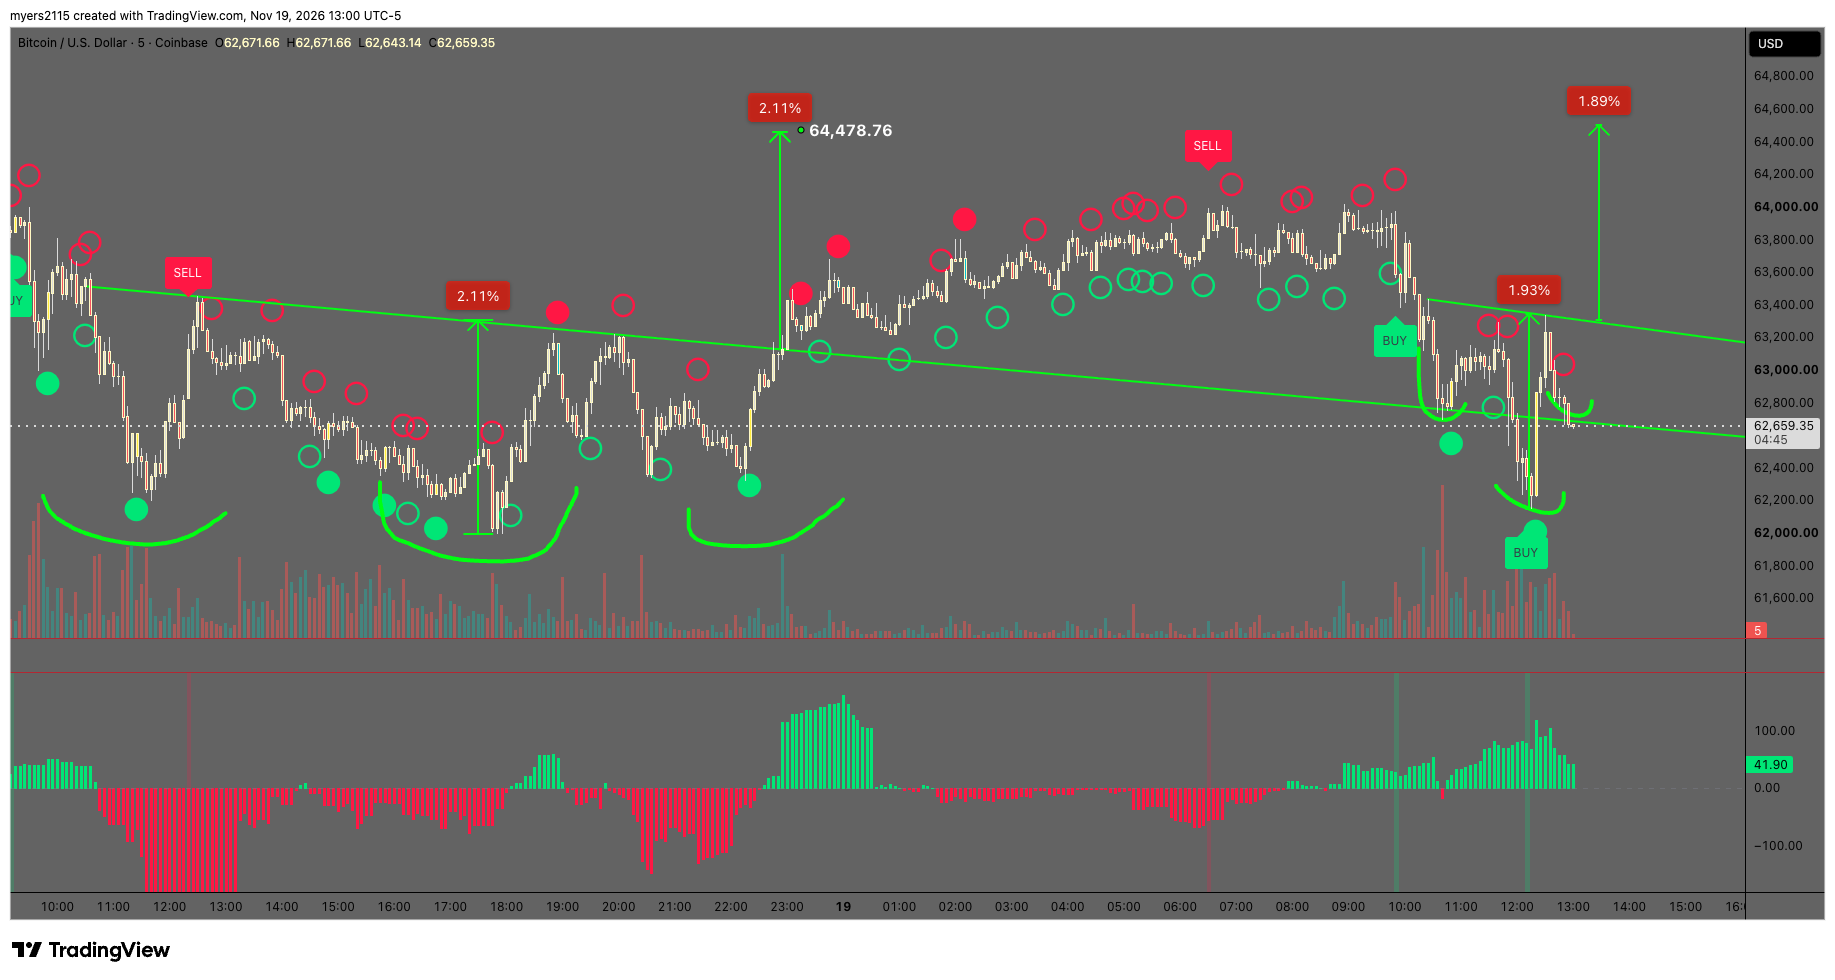 myers2115 created with TradingView.com, Nov 19, 2026 13:00 UTC-5
Bitcoin / U.S. Dollar · 5 · Coinbase O62,671.66 H62,671.66 L62,643.14 C62,659.35
USD
64,800.00
64,600.00
64,400.00
64,200.00
64,000.00
63,800.00
63,600.00
63,400.00
63,200.00
63,000.00
62,800.00
62,659.35
04:45
62,400.00
62,200.00
62,000.00
61,800.00
61,600.00
5
2.11%
64,478.76
1.89%
SELL
SELL
UY
2.11%
1.93%
BUY
BUY
100.00
41.90
0.00
−100.00
10:00 11:00 12:00 13:00 14:00 15:00 16:00 17:00 18:00 19:00 20:00 21:00 22:00 23:00 19 01:00 02:00 03:00 04:00 05:00 06:00 07:00 08:00 09:00 10:00 11:00 12:00 13:00 14:00 15:00 16:0
TradingView